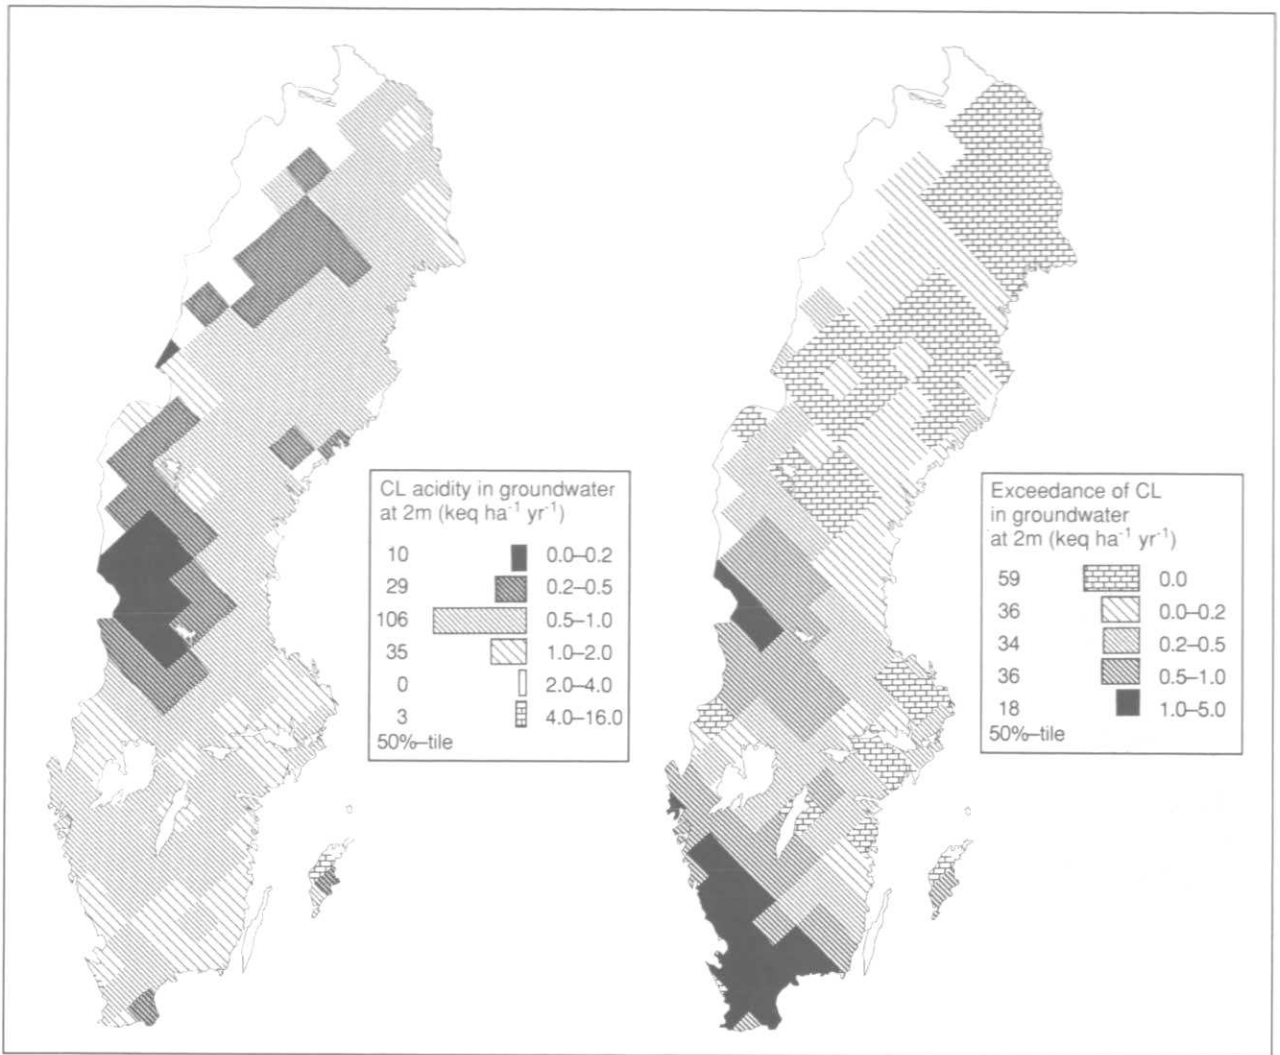 CL acidity in groundwater
at 2m (keq ha⁻¹ yr⁻¹)
10 0.0–0.2
29 0.2–0.5
106 0.5–1.0
35 1.0–2.0
0 2.0–4.0
3 4.0–16.0
50%–tile
Exceedance of CL
in groundwater
at 2m (keq ha⁻¹ yr⁻¹)
59 0.0
36 0.0–0.2
34 0.2–0.5
36 0.5–1.0
18 1.0–5.0
50%–tile